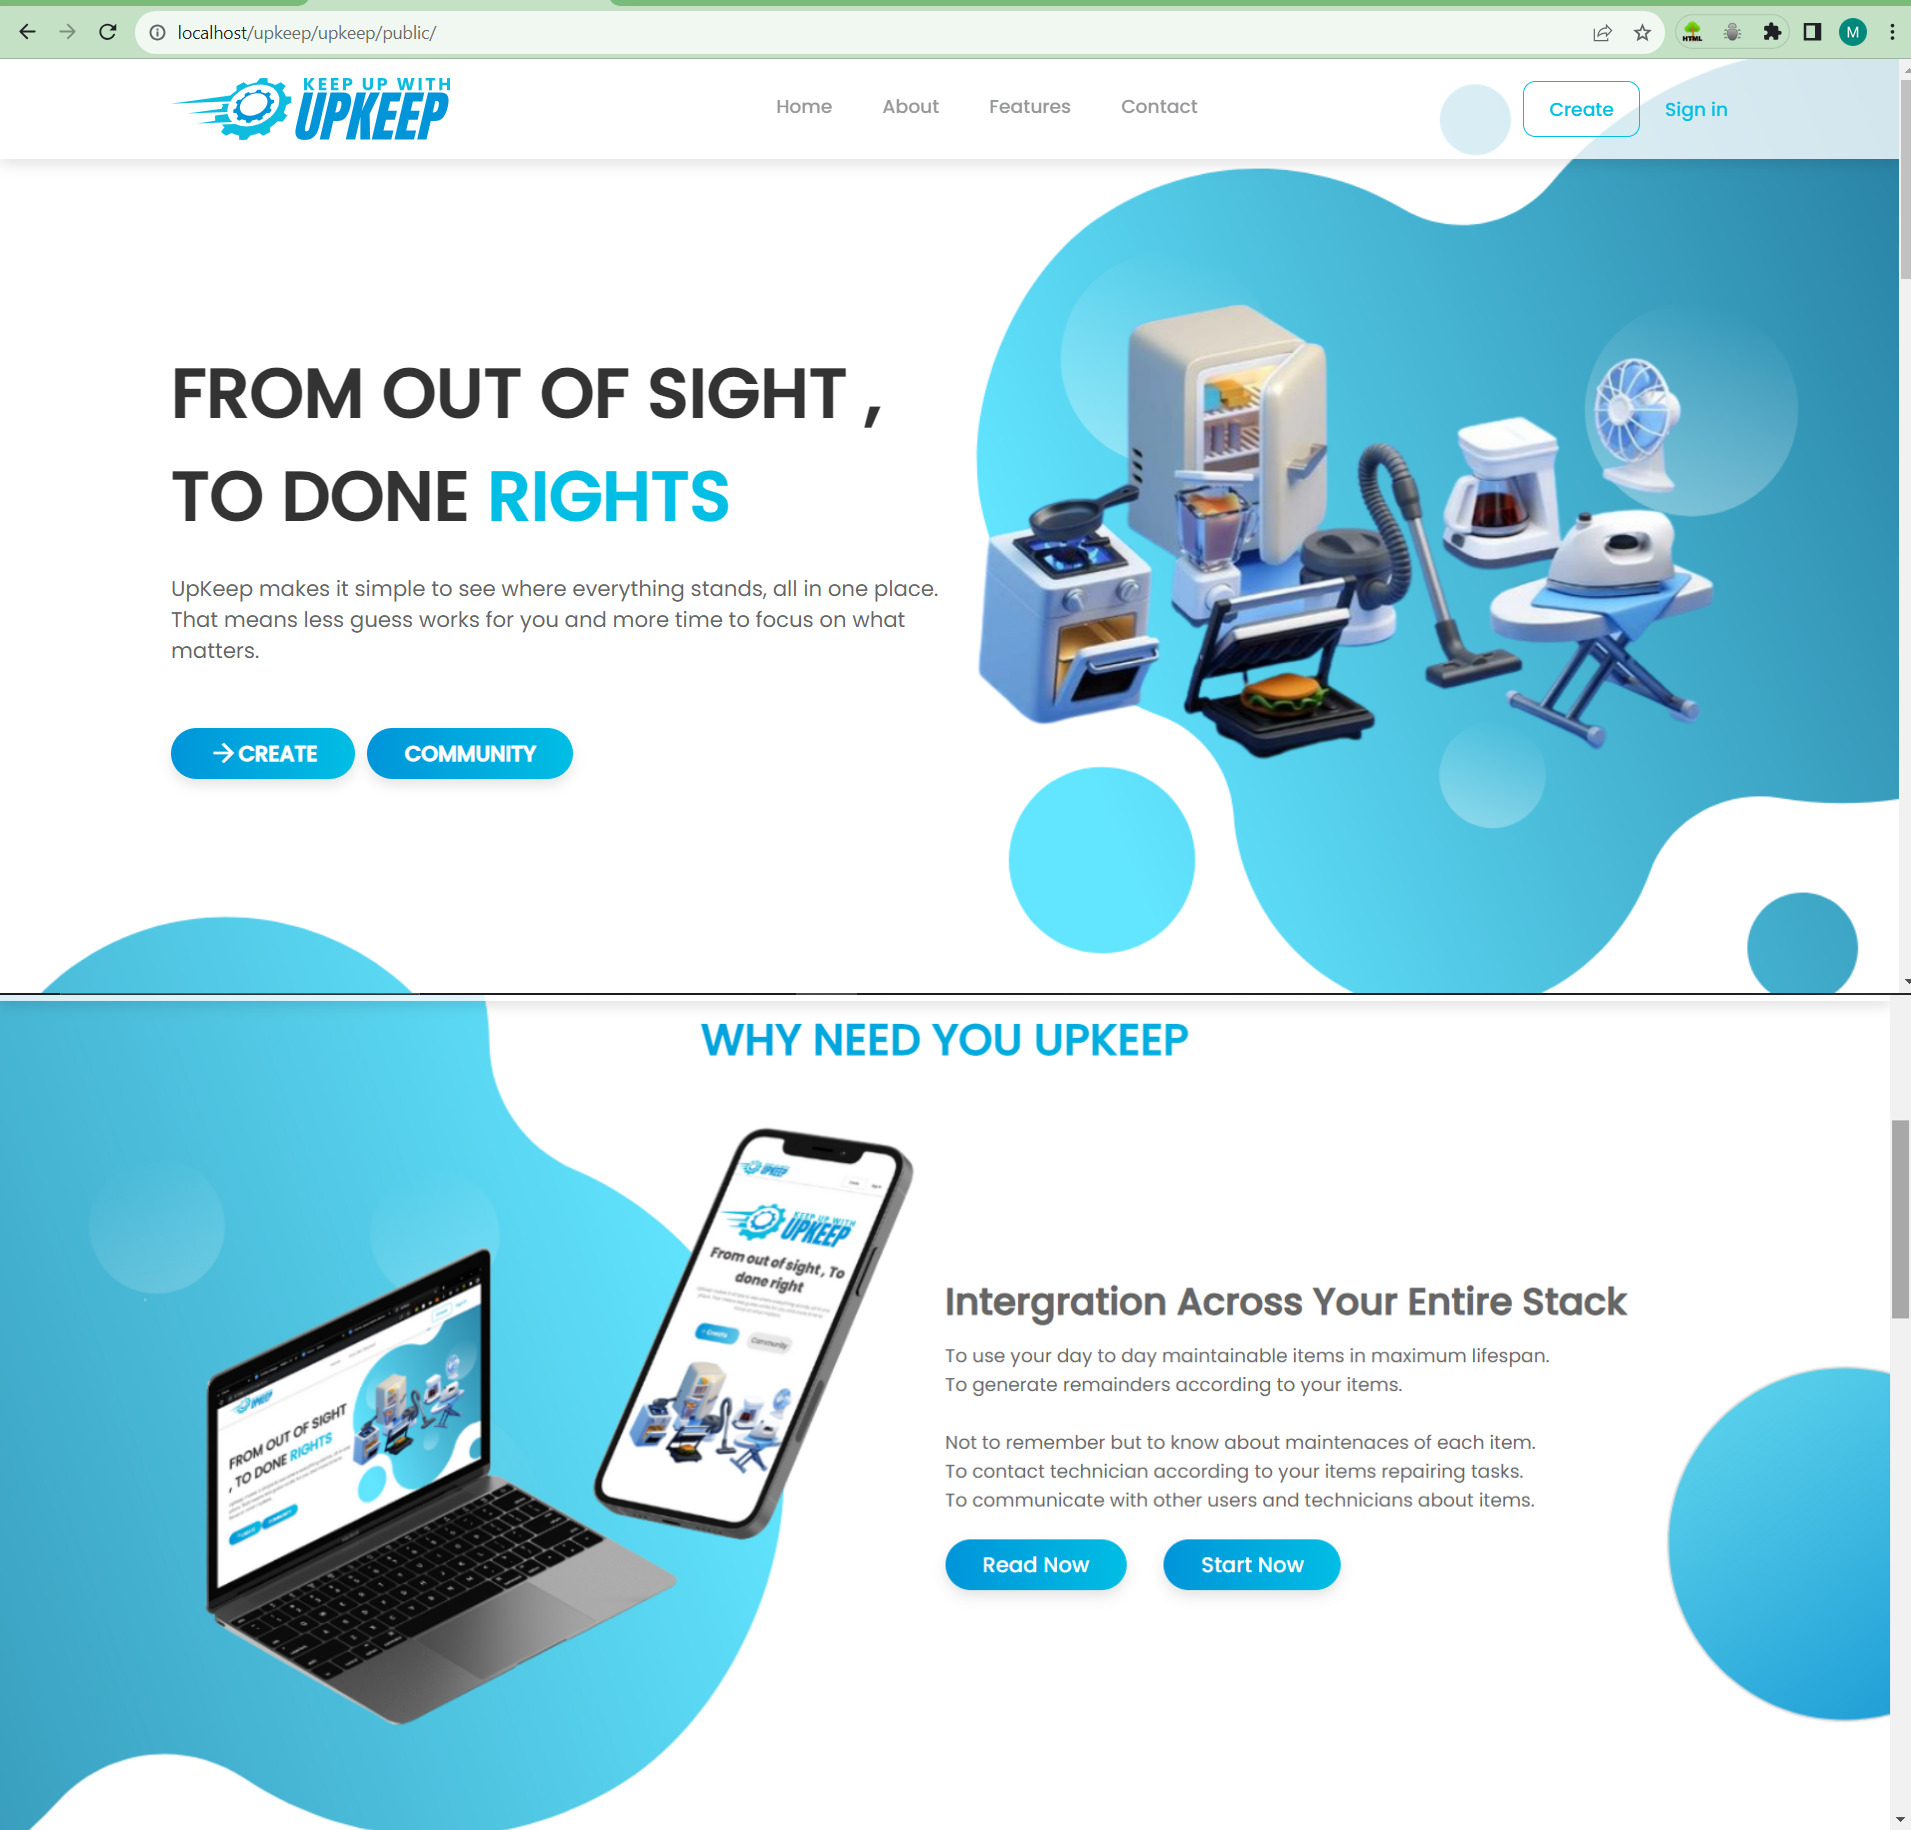 localhost/upkeep/upkeep/public/
HTML
M
KEEP UP WITH
UPKEEP
Home
About
Features
Contact
Create
Sign in
FROM OUT OF SIGHT ,
TO DONE RIGHTS
UpKeep makes it simple to see where everything stands, all in one place.
That means less guess works for you and more time to focus on what
matters.
CREATE
COMMUNITY
WHY NEED YOU UPKEEP
UPKEEP
KEEP UP WITH
UPKEEP
From out of sight , To
done right
Create
Community
UPKEEP
FROM OUT OF SIGHT
, TO DONE RIGHTS
Intergration Across Your Entire Stack
To use your day to day maintainable items in maximum lifespan.
To generate remainders according to your items.
Not to remember but to know about maintenaces of each item.
To contact technician according to your items repairing tasks.
To communicate with other users and technicians about items.
Read Now
Start Now